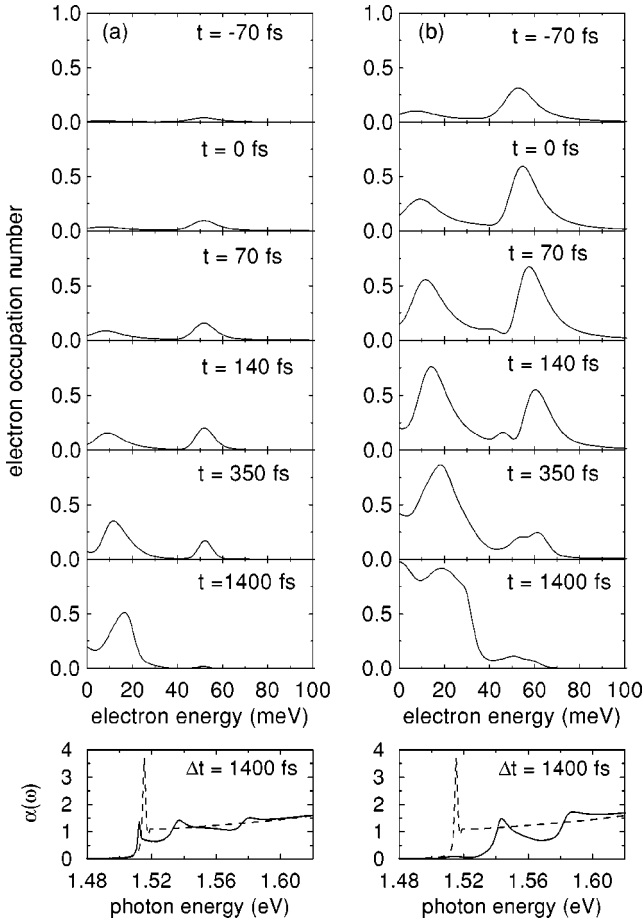 (a)
t = -70 fs
t = 0 fs
t = 70 fs
t = 140 fs
t = 350 fs
t =1400 fs
1.0
0.5
0.0
0.5
0.0
0.5
0.0
0.5
0.0
0.5
0.0
0.5
0 20 40 60 80 100
electron energy (meV)
electron occupation number
(b)
t = -70 fs
t = 0 fs
t = 70 fs
t = 140 fs
t = 350 fs
t = 1400 fs
1.0
0.5
0.0
0.5
0.0
0.5
0.0
0.5
0.0
0.5
0.0
0.5
0 20 40 60 80 100
electron energy (meV)
α(ω)
4
3
2
1
0
Δt = 1400 fs
1.48 1.52 1.56 1.60
photon energy (eV)
4
3
2
1
0
Δt = 1400 fs
1.48 1.52 1.56 1.60
photon energy (eV)